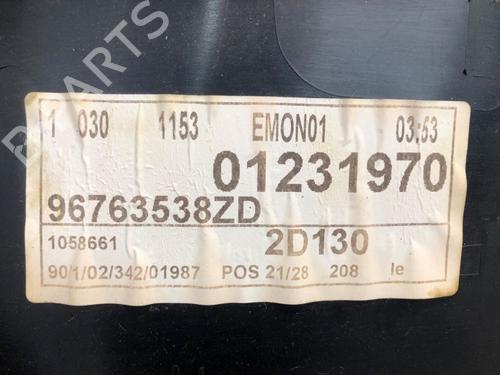 B-PARTS
1 030 1153 EMON01 03:53
01231970
96763538ZD
1058661 2D130
90/1/02/342/01987 POS 21/28 208 le